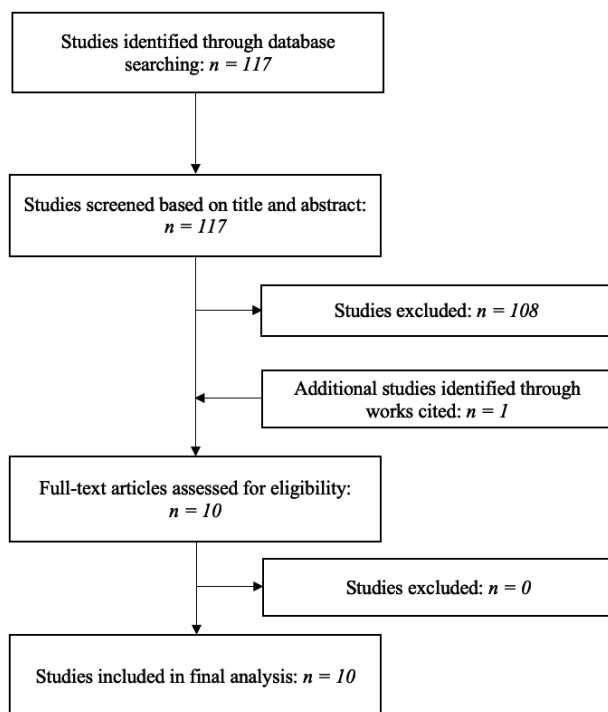 Studies identified through database
searching: n = 117
Studies screened based on title and abstract:
n = 117
Studies excluded: n = 108
Additional studies identified through
works cited: n = 1
Full-text articles assessed for eligibility:
n = 10
Studies excluded: n = 0
Studies included in final analysis: n = 10